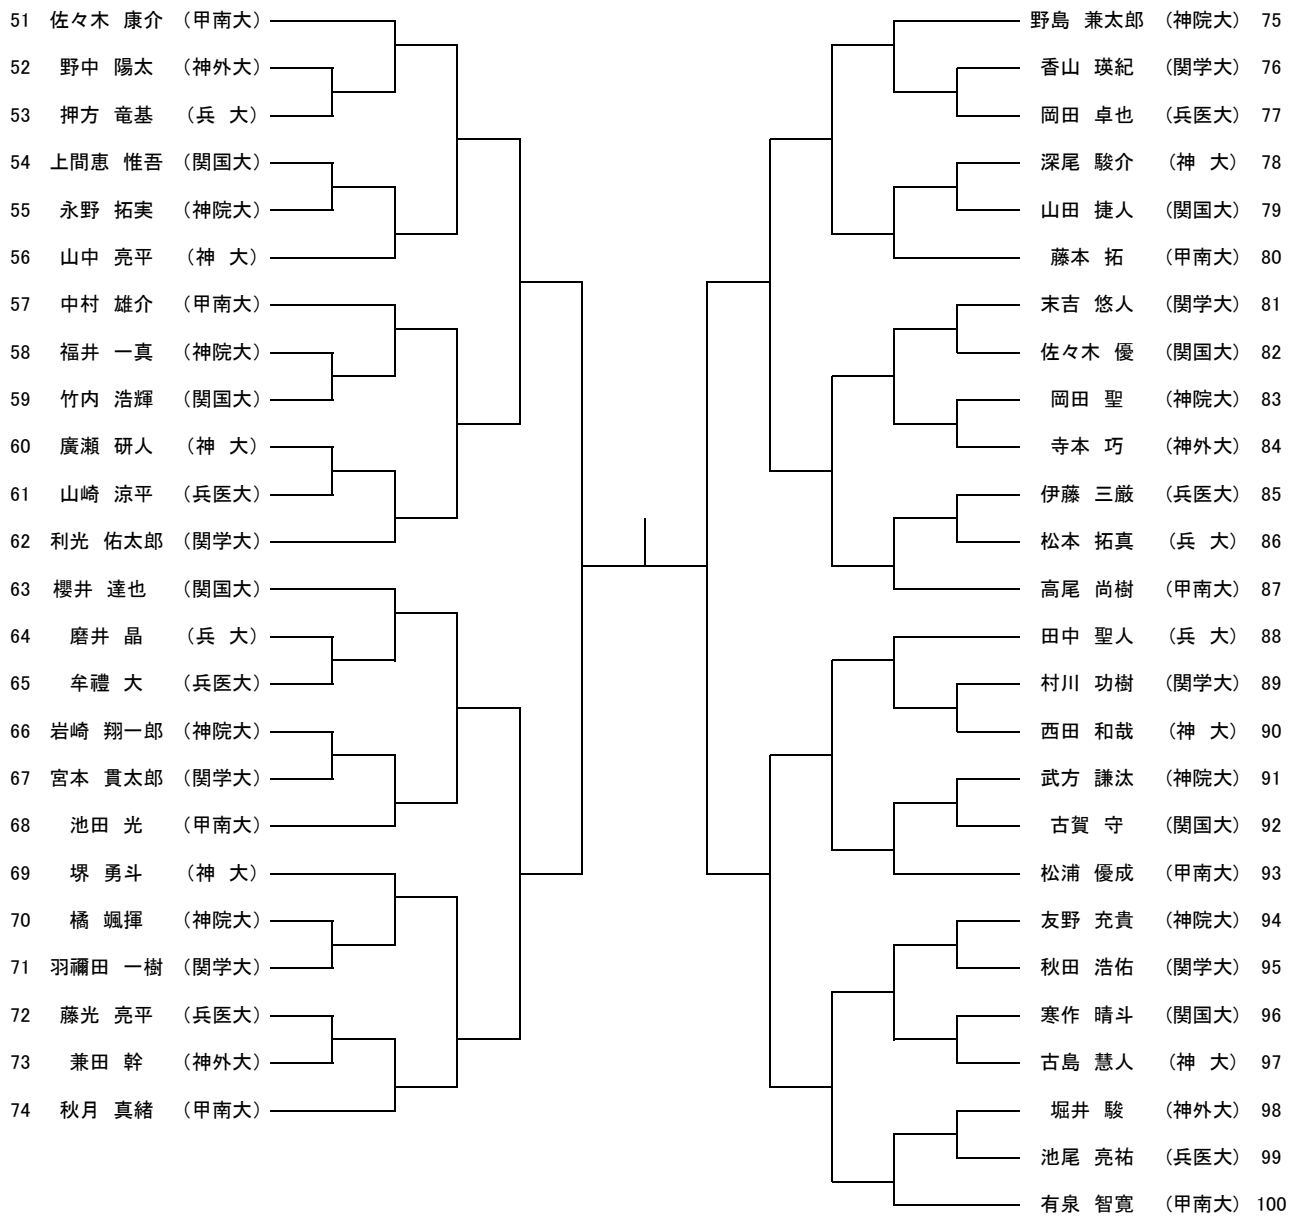 51 佐々木 康介 (甲南大)
52 野中 陽太 (神外大)
53 押方 竜基 (兵 大)
54 上間恵 惟吾 (関国大)
55 永野 拓実 (神院大)
56 山中 亮平 (神 大)
57 中村 雄介 (甲南大)
58 福井 一真 (神院大)
59 竹内 浩輝 (関国大)
60 廣瀬 研人 (神 大)
61 山崎 涼平 (兵医大)
62 利光 佑太郎 (関学大)
63 櫻井 達也 (関国大)
64 磨井 晶 (兵 大)
65 牟禮 大 (兵医大)
66 岩崎 翔一郎 (神院大)
67 宮本 貫太郎 (関学大)
68 池田 光 (甲南大)
69 堺 勇斗 (神 大)
70 橘 颯揮 (神院大)
71 羽禰田 一樹 (関学大)
72 藤光 亮平 (兵医大)
73 兼田 幹 (神外大)
74 秋月 真緒 (甲南大)
野島 兼太郎 (神院大) 75
香山 瑛紀 (関学大) 76
岡田 卓也 (兵医大) 77
深尾 駿介 (神 大) 78
山田 捷人 (関国大) 79
藤本 拓 (甲南大) 80
末吉 悠人 (関学大) 81
佐々木 優 (関国大) 82
岡田 聖 (神院大) 83
寺本 巧 (神外大) 84
伊藤 三厳 (兵医大) 85
松本 拓真 (兵 大) 86
高尾 尚樹 (甲南大) 87
田中 聖人 (兵 大) 88
村川 功樹 (関学大) 89
西田 和哉 (神 大) 90
武方 謙汰 (神院大) 91
古賀 守 (関国大) 92
松浦 優成 (甲南大) 93
友野 充貴 (神院大) 94
秋田 浩佑 (関学大) 95
寒作 晴斗 (関国大) 96
古島 慧人 (神 大) 97
堀井 駿 (神外大) 98
池尾 亮祐 (兵医大) 99
有泉 智寛 (甲南大) 100